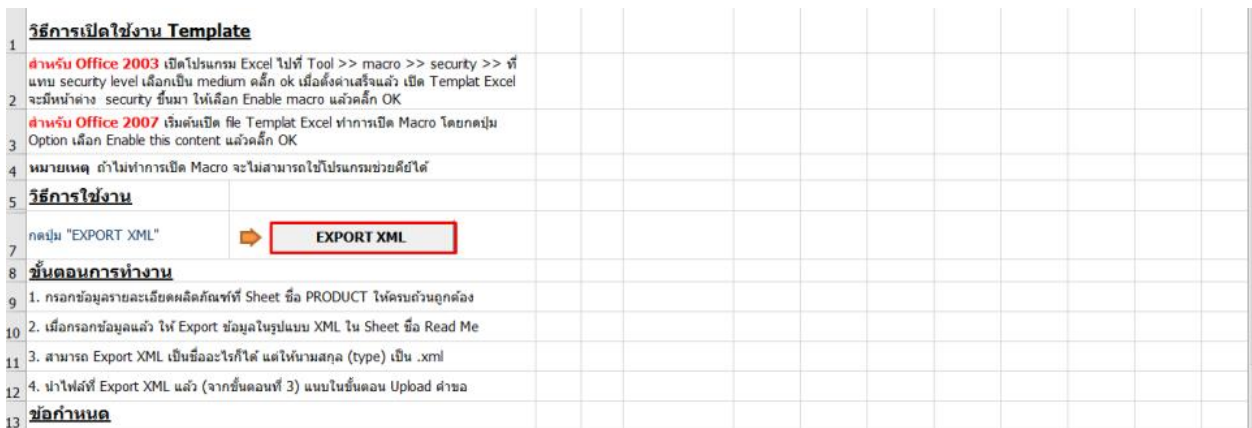 1 วิธีการเปิดใช้งาน Template
สำหรับ Office 2003 เปิดโปรแกรม Excel ไปที่ Tool >> macro >> security >> ที่
แทบ security level เลือกเป็น medium คลิ๊ก ok เมื่อตั้งค่าเสร็จแล้ว เปิด Templat Excel
2 จะมีหน้าต่าง security ขึ้นมา ให้เลือก Enable macro แล้วคลิ๊ก OK
สำหรับ Office 2007 เริ่มต้นเปิด file Templat Excel ทำการเปิด Macro โดยกดปุ่ม
3 Option เลือก Enable this content แล้วคลิ๊ก OK
4 หมายเหตุ ถ้าไม่ทำการเปิด Macro จะไม่สามารถใช้โปรแกรมช่วยคีย์ได้
5 วิธีการใช้งาน
7 กดปุ่ม "EXPORT XML" EXPORT XML
8 ขั้นตอนการทำงาน
9 1. กรอกข้อมูลรายละเอียดผลิตภัณฑ์ที่ Sheet ชื่อ PRODUCT ให้ครบถ้วนถูกต้อง
10 2. เมื่อกรอกข้อมูลแล้ว ให้ Export ข้อมูลในรูปแบบ XML ใน Sheet ชื่อ Read Me
11 3. สามารถ Export XML เป็นชื่ออะไรก็ได้ แต่ให้นามสกุล (type) เป็น .xml
12 4. นำไฟล์ที่ Export XML แล้ว (จากขั้นตอนที่ 3) แนบในขั้นตอน Upload คำขอ
13 ข้อกำหนด